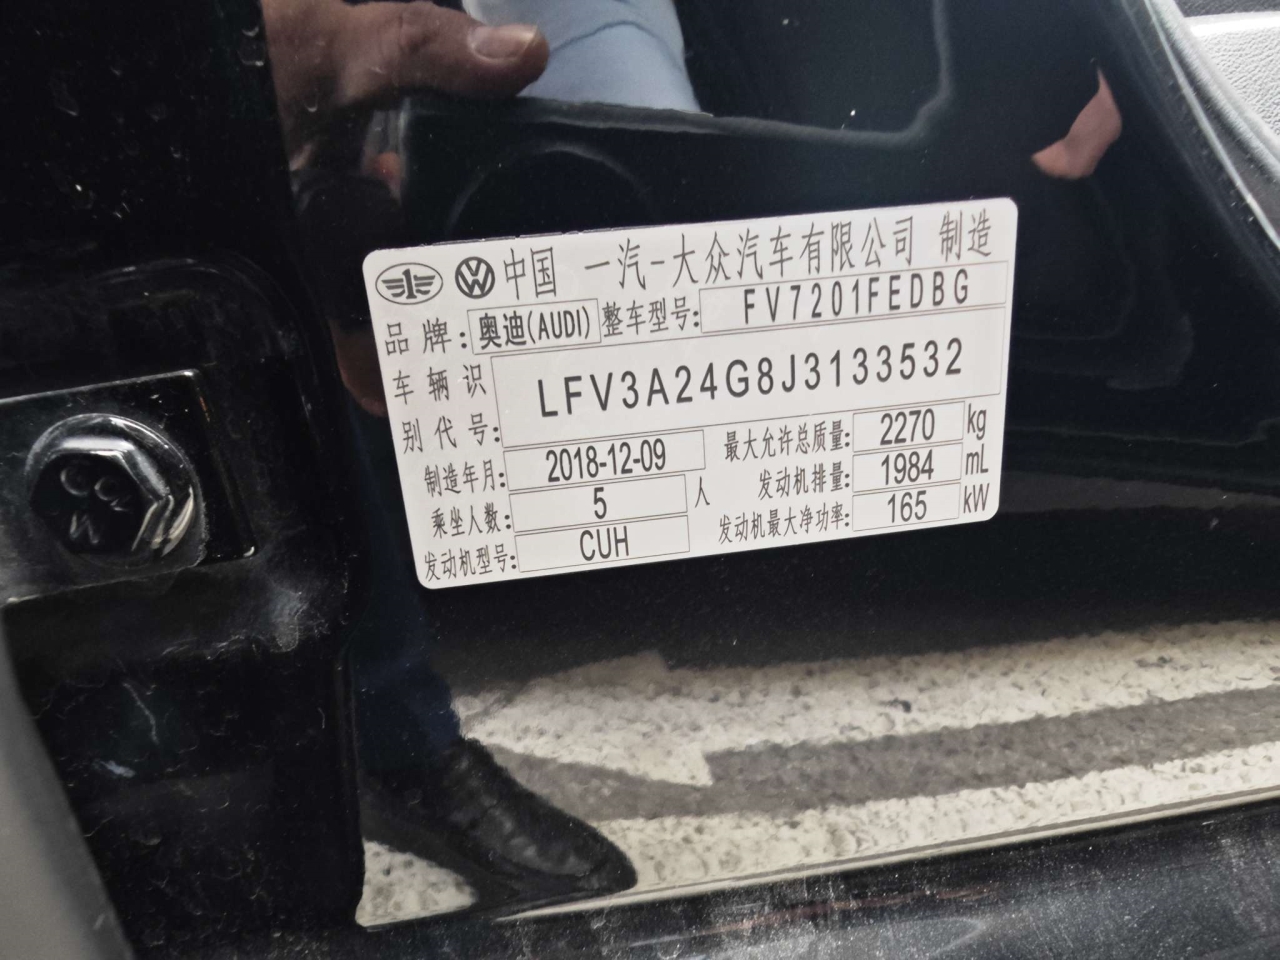 中国 一汽-大众汽车有限公司 制造
品牌: 奥迪(AUDI) 整车型号: FV7201FEDBG
车辆识别代号: LFV3A24G8J3133532
制造年月: 2018-12-09 最大允许总质量: 2270 kg
乘坐人数: 5 人 发动机排量: 1984 mL
发动机型号: CUH 发动机最大净功率: 165 kW